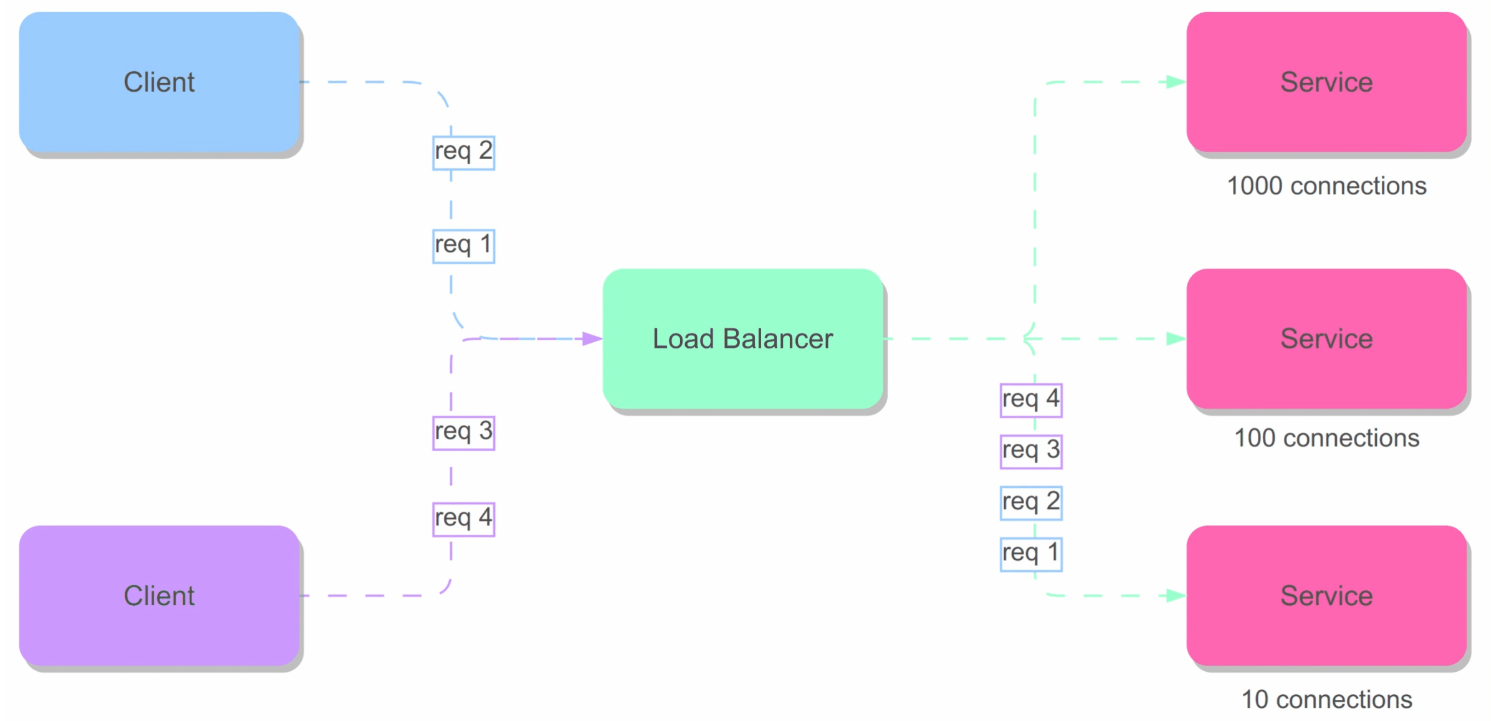 Client
Service
req 2
1000 connections
req 1
Load Balancer
Service
req 3
req 4
100 connections
req 3
req 4
req 2
req 1
Client
Service
10 connections